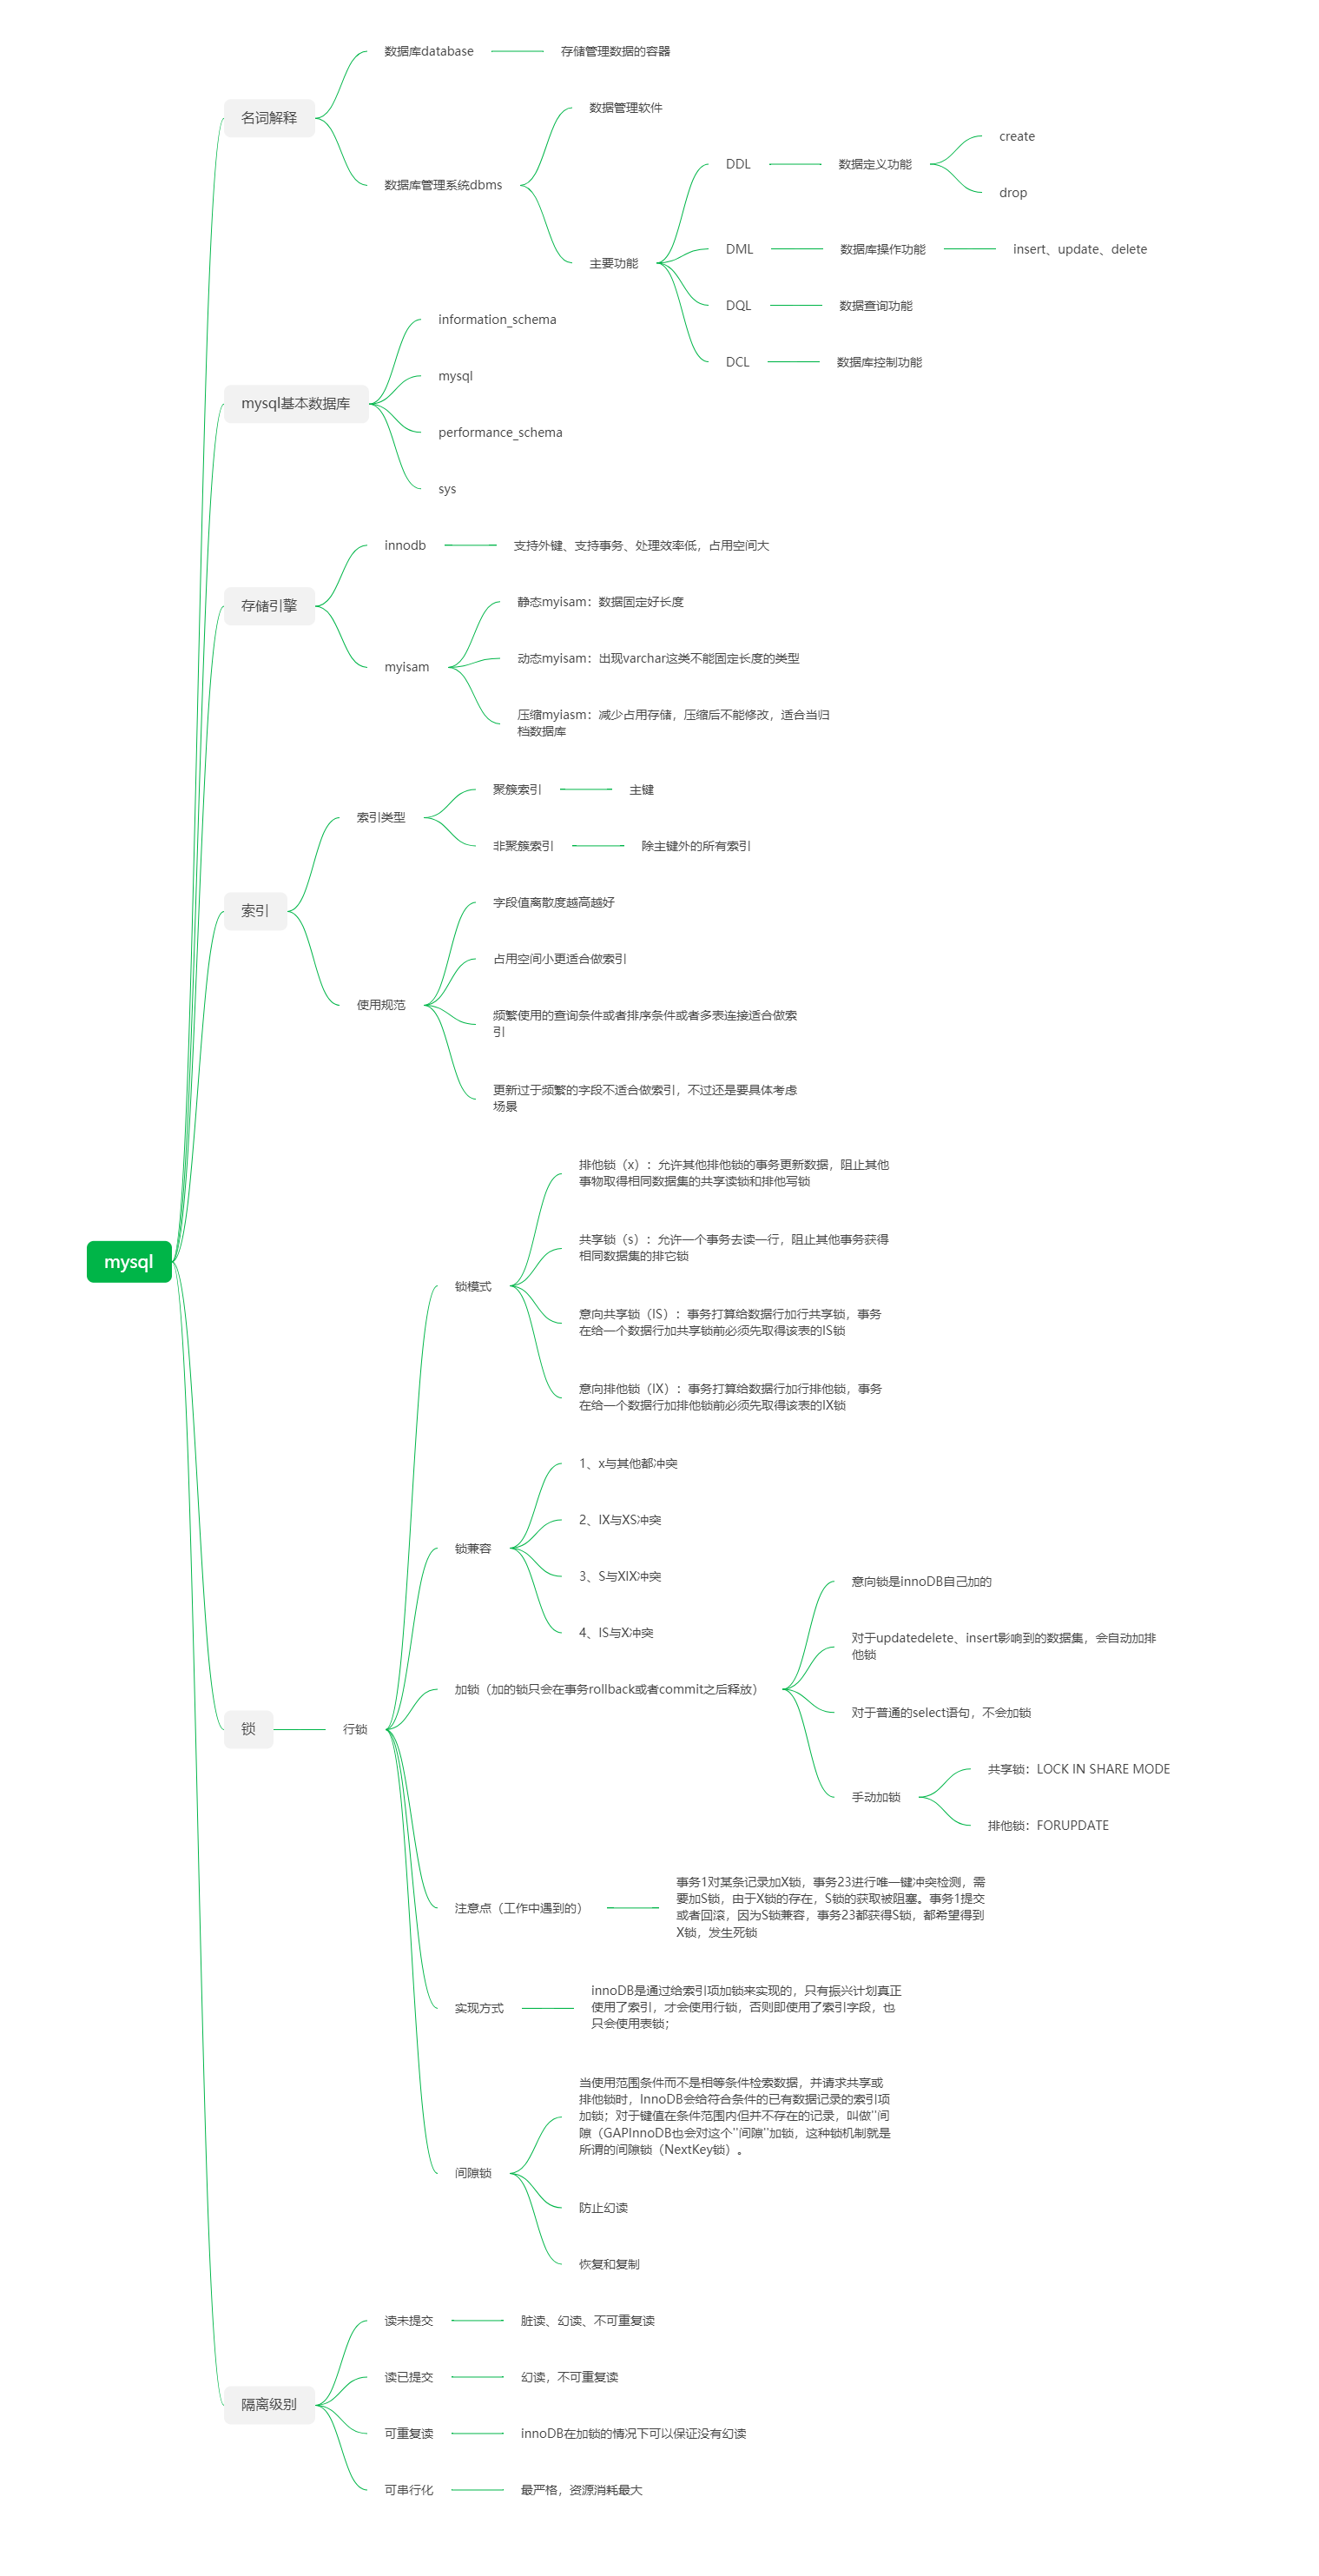 mysql
名词解释
数据库database
存储管理数据的容器
数据库管理系统dbms
数据管理软件
主要功能
DDL
数据定义功能
create
drop
DML
数据库操作功能
insert、update、delete
DQL
数据查询功能
DCL
数据库控制功能
mysql基本数据库
information_schema
mysql
performance_schema
sys
存储引擎
innodb
支持外键、支持事务、处理效率低，占用空间大
myisam
静态myisam：数据固定好长度
动态myisam：出现varchar这类不能固定长度的类型
压缩myiasm：减少占用存储，压缩后不能修改，适合当归
档数据库
索引
索引类型
聚簇索引
主键
非聚簇索引
除主键外的所有索引
使用规范
字段值离散度越高越好
占用空间小更适合做索引
频繁使用的查询条件或者排序条件或者多表连接适合做索
引
更新过于频繁的字段不适合做索引，不过还是要具体考虑
场景
锁
行锁
锁模式
排他锁（x）：允许其他排他锁的事务更新数据，阻止其他
事物取得相同数据集的共享读锁和排他写锁
共享锁（s）：允许一个事务去读一行，阻止其他事务获得
相同数据集的排它锁
意向共享锁（IS）：事务打算给数据行加行共享锁，事务
在给一个数据行加共享锁前必须先取得该表的IS锁
意向排他锁（IX）：事务打算给数据行加行排他锁，事务
在给一个数据行加排他锁前必须先取得该表的IX锁
锁兼容
1、x与其他都冲突
2、IX与XS冲突
3、S与XIX冲突
4、IS与X冲突
加锁（加的锁只会在事务rollback或者commit之后释放）
意向锁是innoDB自己加的
对于updatedelete、insert影响到的数据集，会自动加排
他锁
对于普通的select语句，不会加锁
手动加锁
共享锁：LOCK IN SHARE MODE
排他锁：FORUPDATE
注意点（工作中遇到的）
事务1对某条记录加X锁，事务23进行唯一键冲突检测，需
要加S锁，由于X锁的存在，S锁的获取被阻塞。事务1提交
或者回滚，因为S锁兼容，事务23都获得S锁，都希望得到
X锁，发生死锁
实现方式
innoDB是通过给索引项加锁来实现的，只有振兴计划真正
使用了索引，才会使用行锁，否则即使用了索引字段，也
只会使用表锁；
间隙锁
当使用范围条件而不是相等条件检索数据，并请求共享或
排他锁时，InnoDB会给符合条件的已有数据记录的索引项
加锁；对于键值在条件范围内但并不存在的记录，叫做"间
隙（GAPInnoDB也会对这个"间隙"加锁，这种锁机制就是
所谓的间隙锁（NextKey锁）。
防止幻读
恢复和复制
隔离级别
读未提交
脏读、幻读、不可重复读
读已提交
幻读，不可重复读
可重复读
innoDB在加锁的情况下可以保证没有幻读
可串行化
最严格，资源消耗最大